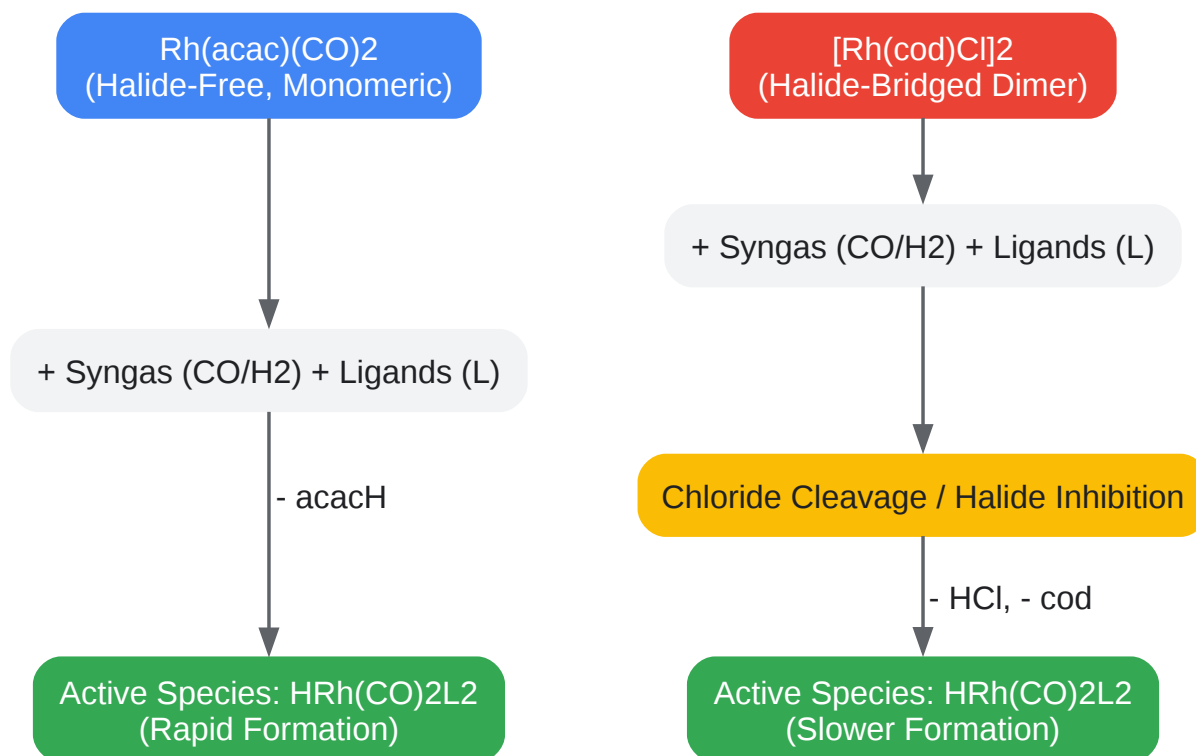 Rh(acac)(CO)2
(Halide-Free, Monomeric)
+ Syngas (CO/H2) + Ligands (L)
- acacH
Active Species: HRh(CO)2L2
(Rapid Formation)
[Rh(cod)Cl]2
(Halide-Bridged Dimer)
+ Syngas (CO/H2) + Ligands (L)
Chloride Cleavage / Halide Inhibition
- HCl, - cod
Active Species: HRh(CO)2L2
(Slower Formation)